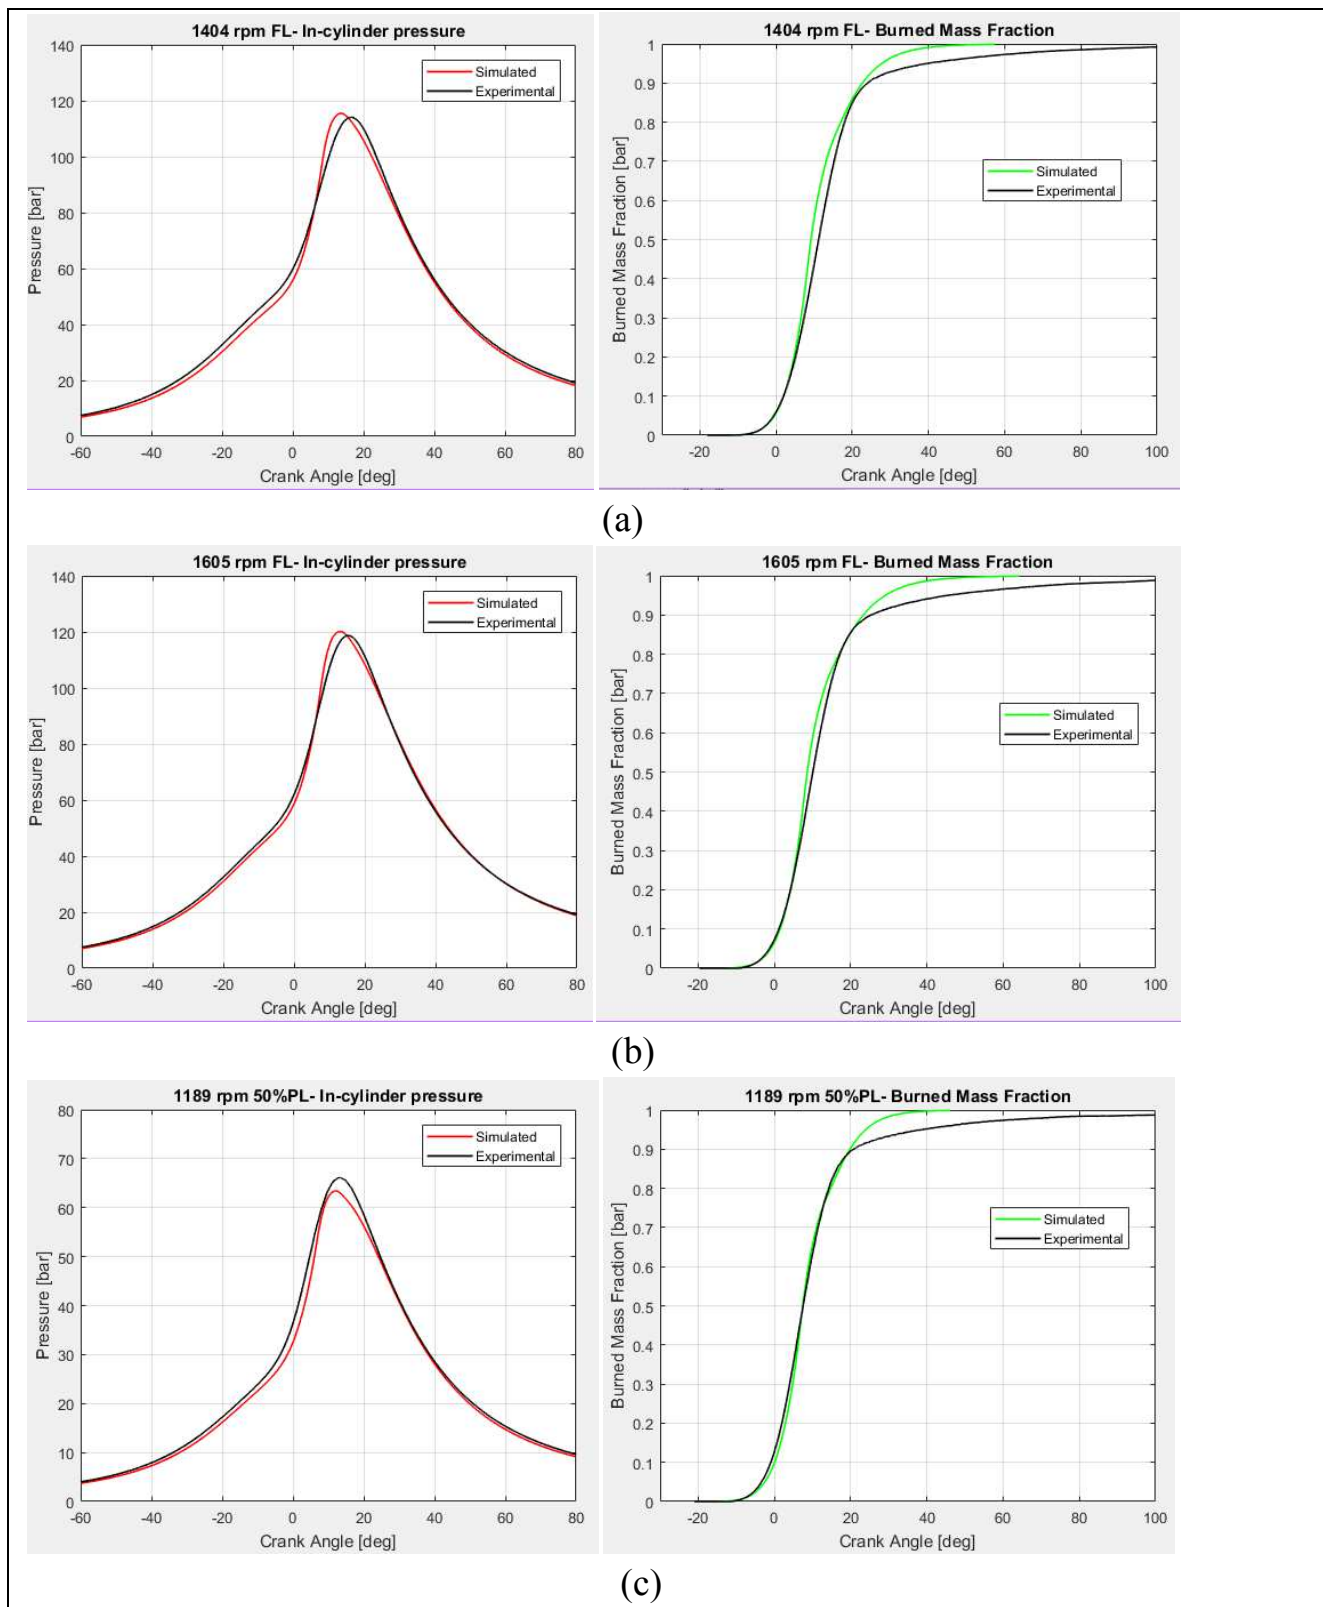 1404 rpm FL- In-cylinder pressure
140
120
100
80
60
40
20
0
Pressure [bar]
Simulated
Experimental
-60 -40 -20 0 20 40 60 80
Crank Angle [deg]
1404 rpm FL- Burned Mass Fraction
1
0.9
0.8
0.7
0.6
0.5
0.4
0.3
0.2
0.1
0
Burned Mass Fraction [bar]
Simulated
Experimental
-20 0 20 40 60 80 100
Crank Angle [deg]
(a)
1605 rpm FL- In-cylinder pressure
140
120
100
80
60
40
20
0
Pressure [bar]
Simulated
Experimental
-60 -40 -20 0 20 40 60 80
Crank Angle [deg]
1605 rpm FL- Burned Mass Fraction
1
0.9
0.8
0.7
0.6
0.5
0.4
0.3
0.2
0.1
0
Burned Mass Fraction [bar]
Simulated
Experimental
-20 0 20 40 60 80 100
Crank Angle [deg]
(b)
1189 rpm 50%PL- In-cylinder pressure
80
70
60
50
40
30
20
10
0
Pressure [bar]
Simulated
Experimental
-60 -40 -20 0 20 40 60 80
Crank Angle [deg]
1189 rpm 50%PL- Burned Mass Fraction
1
0.9
0.8
0.7
0.6
0.5
0.4
0.3
0.2
0.1
0
Burned Mass Fraction [bar]
Simulated
Experimental
-20 0 20 40 60 80 100
Crank Angle [deg]
(c)